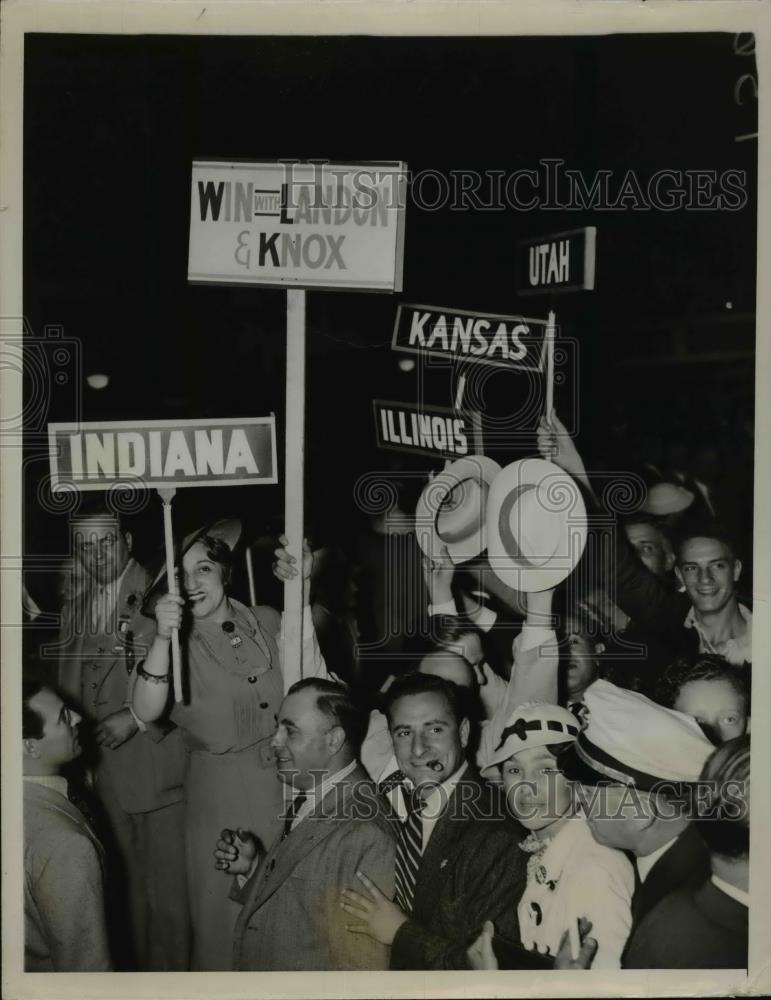 WIN WITH LANDON
& KNOX
HISTORIC IMAGES
UTAH
KANSAS
ILLINOIS
INDIANA
HISTORIC IMAGES